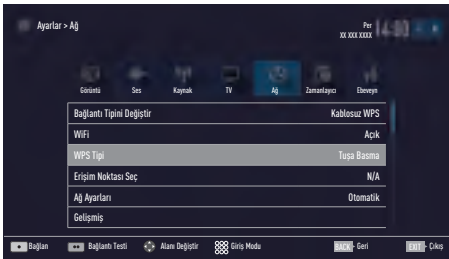 Ayarlar > Ağ
Per
XX XXX XXXX
Görüntü Ses Kaynak TV Ağ Zamanlayıcı Ebeveyn
Bağlantı Tipini Değiştir Kablosuz WPS
WiFi Açık
WPS Tipi Tuşa Basma
Erişim Noktası Seç N/A
Ağ Ayarları Otomatik
Gelişmiş
Bağlan Bağlantı Testi Alanı Değiştir Giriş Modu BACK - Geri EXIT - Çıkış